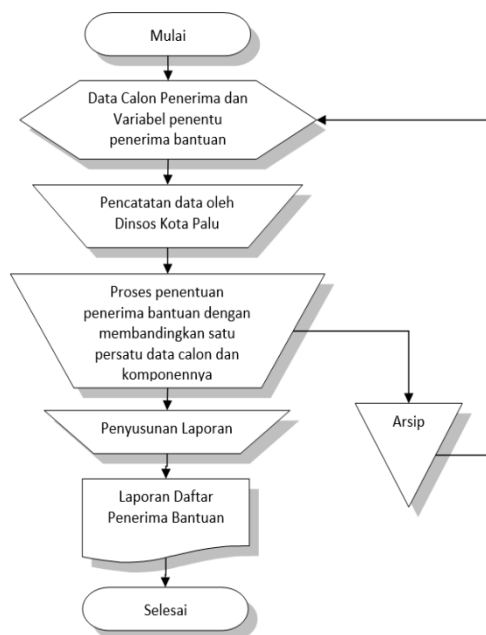 Mulai
Data Calon Penerima dan
Variabel penentu
penerima bantuan
Pencatatan data oleh
Dinsos Kota Palu
Proses penentuan
penerima bantuan dengan
membandingkan satu
persatu data calon dan
komponennya
Arsip
Penyusunan Laporan
Laporan Daftar
Penerima Bantuan
Selesai